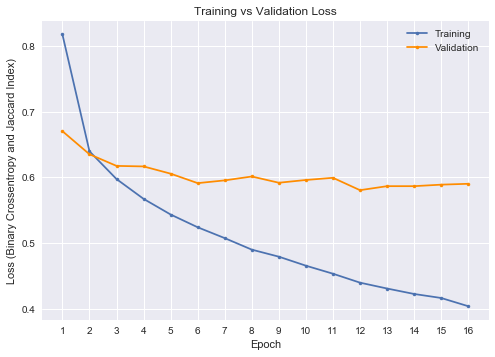 Training vs Validation Loss
Training
Validation
Loss (Binary Crossentropy and Jaccard Index)
0.8
0.7
0.6
0.5
0.4
1 2 3 4 5 6 7 8 9 10 11 12 13 14 15 16
Epoch